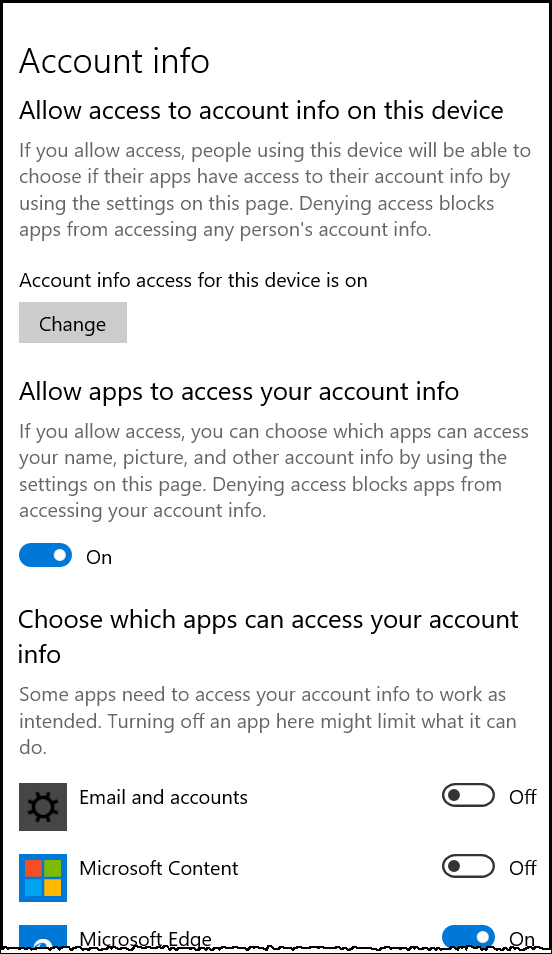 Account info
Allow access to account info on this device
If you allow access, people using this device will be able to
choose if their apps have access to their account info by
using the settings on this page. Denying access blocks
apps from accessing any person's account info.
Account info access for this device is on
Change
Allow apps to access your account info
If you allow access, you can choose which apps can access
your name, picture, and other account info by using the
settings on this page. Denying access blocks apps from
accessing your account info.
On
Choose which apps can access your account
info
Some apps need to access your account info to work as
intended. Turning off an app here might limit what it can
do.
Email and accounts Off
Microsoft Content Off
Microsoft Edge On